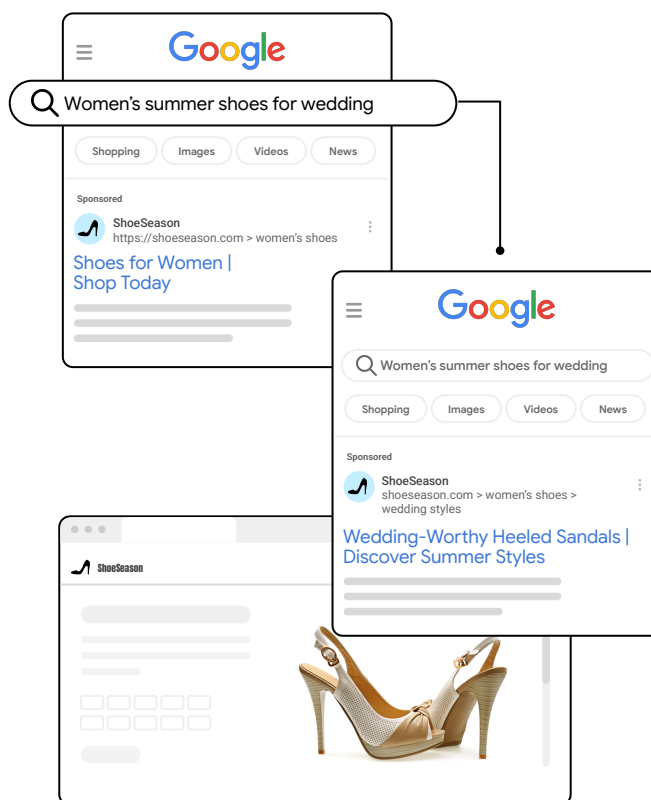 Google
Women’s summer shoes for wedding
Shopping
Images
Videos
News
Sponsored
ShoeSeason
https://shoeseason.com > women’s shoes
Shoes for Women |
Shop Today
Google
Women’s summer shoes for wedding
Shopping
Images
Videos
News
Sponsored
ShoeSeason
shoeseason.com > women’s shoes >
wedding styles
Wedding-Worthy Heeled Sandals |
Discover Summer Styles
ShoeSeason